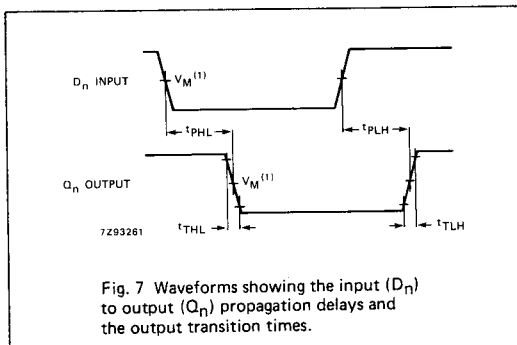 Dn INPUT
VM(1)
tPHL
tPLH
Qn OUTPUT
VM(1)
7Z93261
tTHL
tTLH
Fig. 7 Waveforms showing the input (Dn)
to output (Qn) propagation delays and
the output transition times.